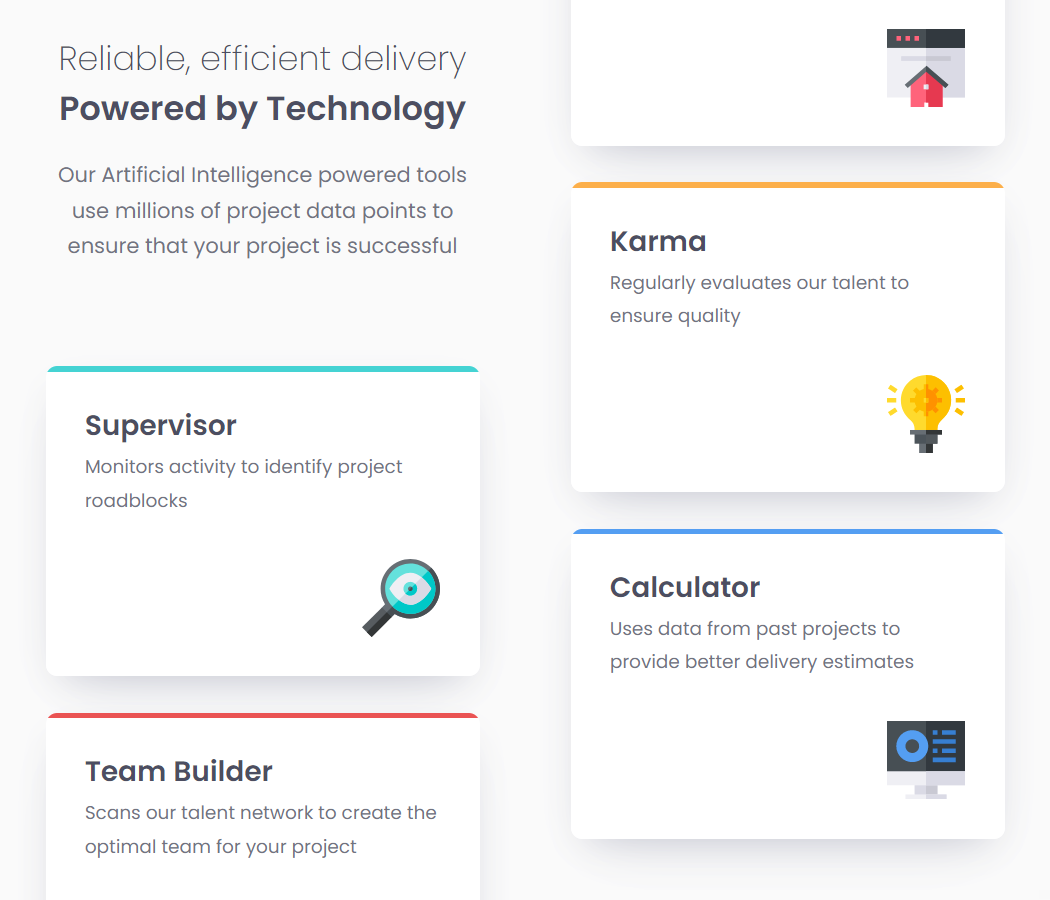 Reliable, efficient delivery
Powered by Technology
Our Artificial Intelligence powered tools
use millions of project data points to
ensure that your project is successful
Supervisor
Monitors activity to identify project
roadblocks
Team Builder
Scans our talent network to create the
optimal team for your project
Karma
Regularly evaluates our talent to
ensure quality
Calculator
Uses data from past projects to
provide better delivery estimates